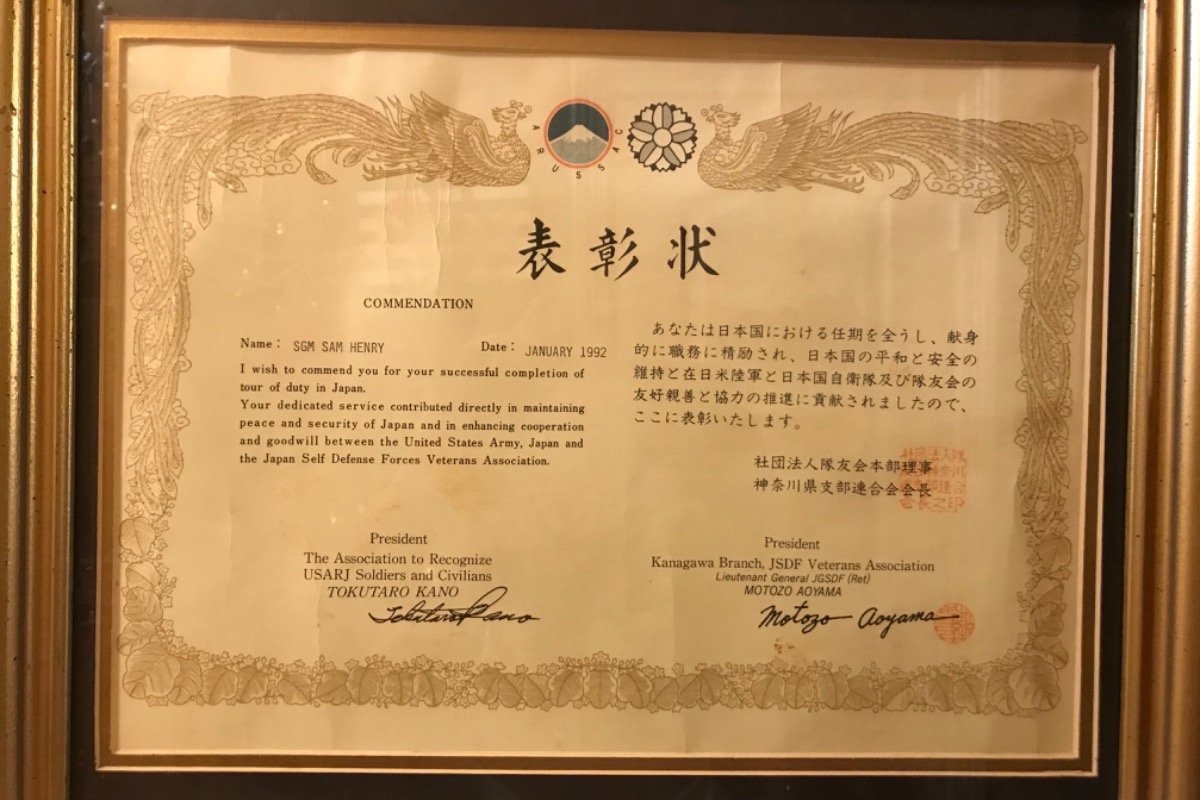 ARUSSAC
表彰状
COMMENDATION
Name: SGM SAM HENRY Date: JANUARY 1992
I wish to commend you for your successful completion of
tour of duty in Japan.
Your dedicated service contributed directly in maintaining
peace and security of Japan and in enhancing cooperation
and goodwill between the United States Army, Japan and
the Japan Self Defense Forces Veterans Association.
あなたは日本国における任期を全うし、献身
的に職務に精励され、日本国の平和と安全の
維持と在日米陸軍と日本国自衛隊及び隊友会の
友好親善と協力の推進に貢献されましたので、
ここに表彰いたします。
社団法人隊友会本部理事
神奈川県支部連合会会長
President
The Association to Recognize
USARJ Soldiers and Civilians
TOKUTARO KANO
Tokutaro Kano
President
Kanagawa Branch, JSDF Veterans Association
Lieutenant General JGSDF (Ret)
MOTOZO AOYAMA
Motozo Aoyama